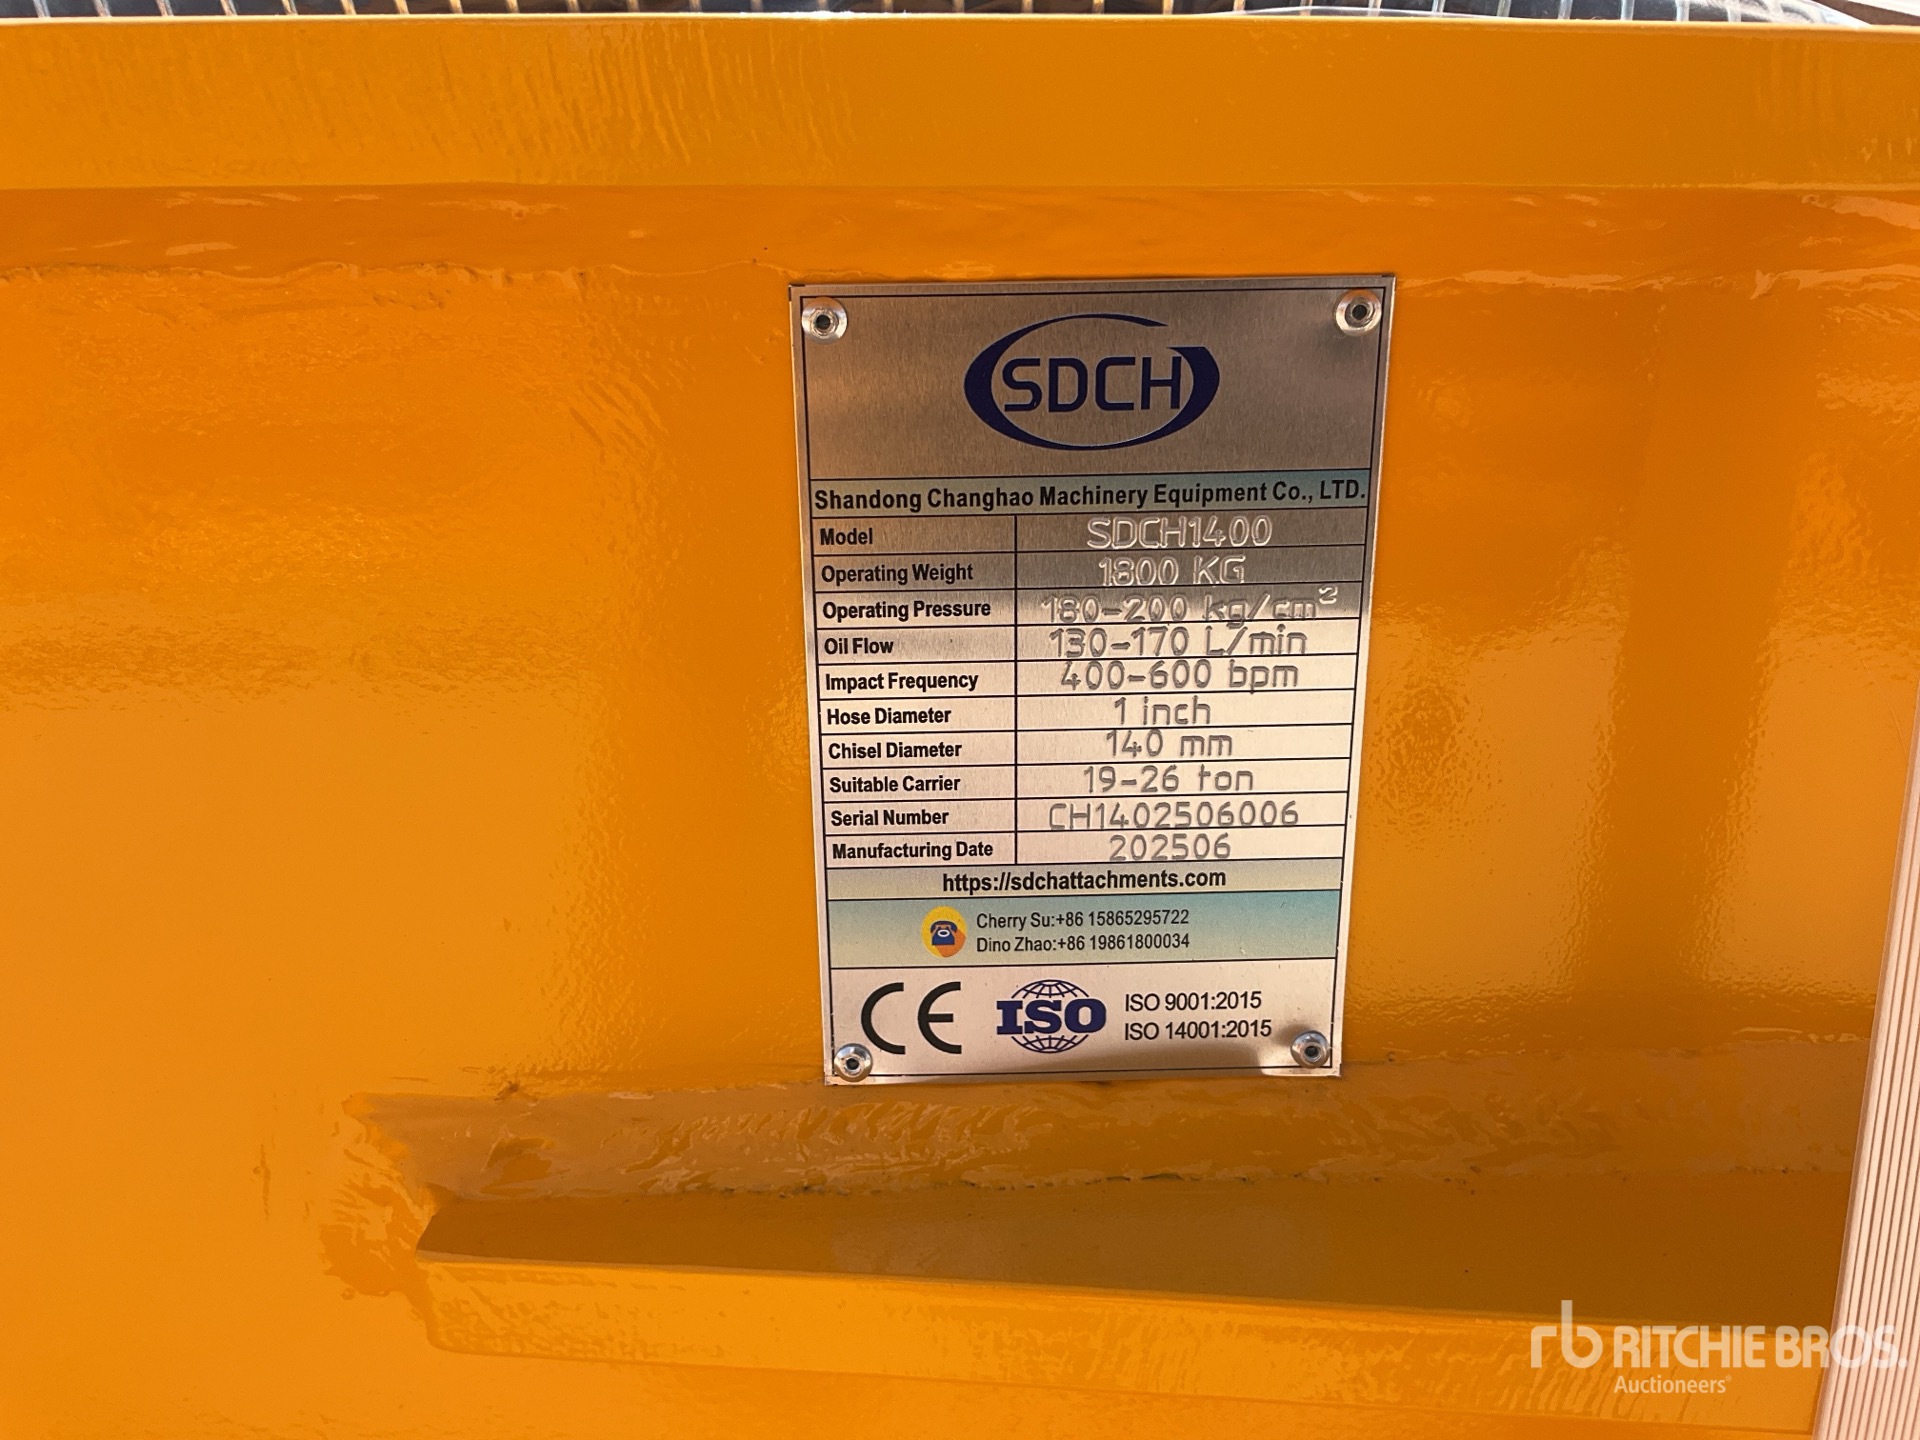 SDCH
Shandong Changhao Machinery Equipment Co., LTD.
Model SDCH1400
Operating Weight 1800 KG
Operating Pressure 180-200 kg/cm²
Oil Flow 130-170 L/min
Impact Frequency 400-600 bpm
Hose Diameter 1 inch
Chisel Diameter 140 mm
Suitable Carrier 19-26 ton
Serial Number CH1402506006
Manufacturing Date 202506
https://sdchattachments.com
Cherry Su:+86 15865295722
Dino Zhao:+86 19861800034
CE ISO ISO 9001:2015
ISO 14001:2015
rb RITCHIE BROS.
Auctioneers